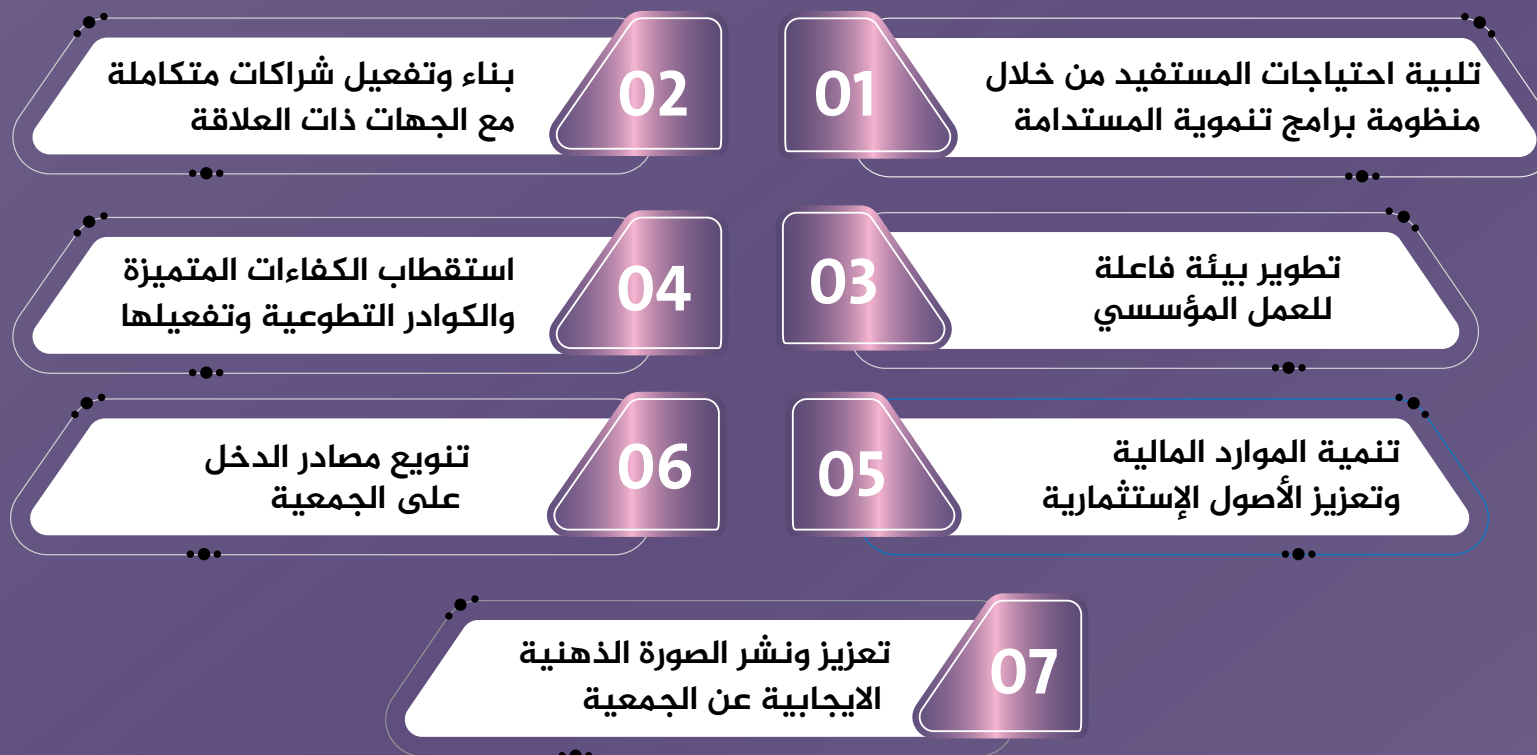 01
تلبية احتياجات المستفيد من خلال
منظومة برامج تنموية المستدامة
02
بناء وتفعيل شراكات متكاملة
مع الجهات ذات العلاقة
03
تطوير بيئة فاعلة
للعمل المؤسسي
04
استقطاب الكفاءات المتميزة
والكوادر التطوعية وتفعيلها
05
تنمية الموارد المالية
وتعزيز الأصول الإستثمارية
06
تنويع مصادر الدخل
على الجمعية
07
تعزيز ونشر الصورة الذهنية
الايجابية عن الجمعية